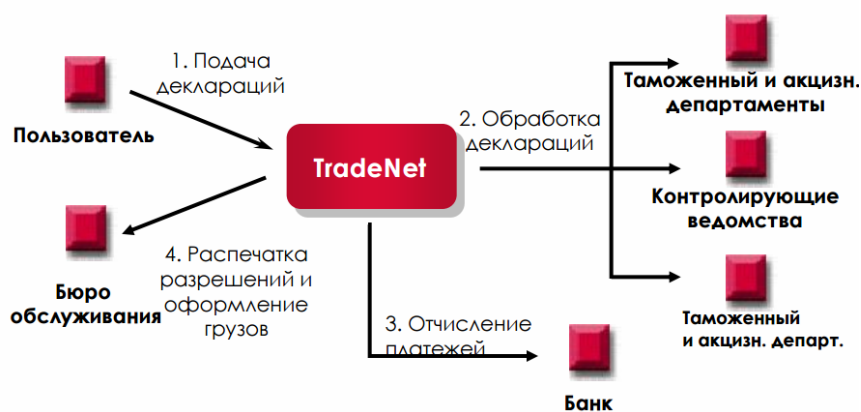 1. Подача
деклараций
Пользователь
TradeNet
2. Обработка
деклараций
Таможенный и акцизн.
департаменты
Контролирующие
ведомства
Таможенный
и акцизн. департ.
4. Распечатка
разрешений и
оформление
грузов
Бюро
обслуживания
3. Отчисление
платежей
Банк